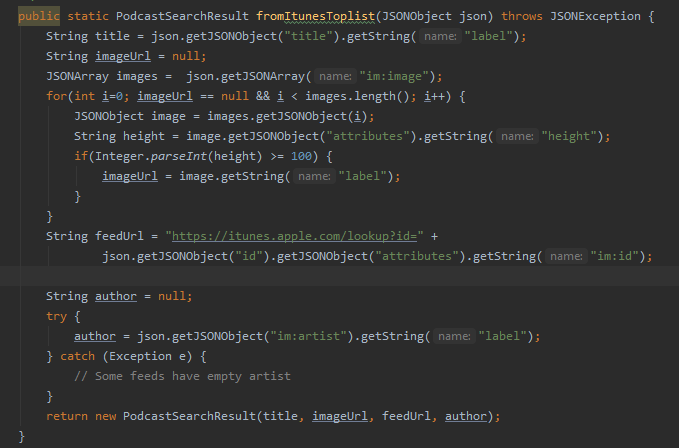 public static PodcastSearchResult fromItunesToplist(JSONObject json) throws JSONException {
    String title = json.getJSONObject("title").getString( name: "label");
    String imageUrl = null;
    JSONArray images =  json.getJSONArray( name: "im:image");
    for(int i=0; imageUrl == null && i < images.length(); i++) {
        JSONObject image = images.getJSONObject(i);
        String height = image.getJSONObject("attributes").getString( name: "height");
        if(Integer.parseInt(height) >= 100) {
            imageUrl = image.getString( name: "label");
        }
    }
    String feedUrl = "https://itunes.apple.com/lookup?id=" +
            json.getJSONObject("id").getJSONObject("attributes").getString( name: "im:id");
    String author = null;
    try {
        author = json.getJSONObject("im:artist").getString( name: "label");
    } catch (Exception e) {
        // Some feeds have empty artist
    }
    return new PodcastSearchResult(title, imageUrl, feedUrl, author);
}